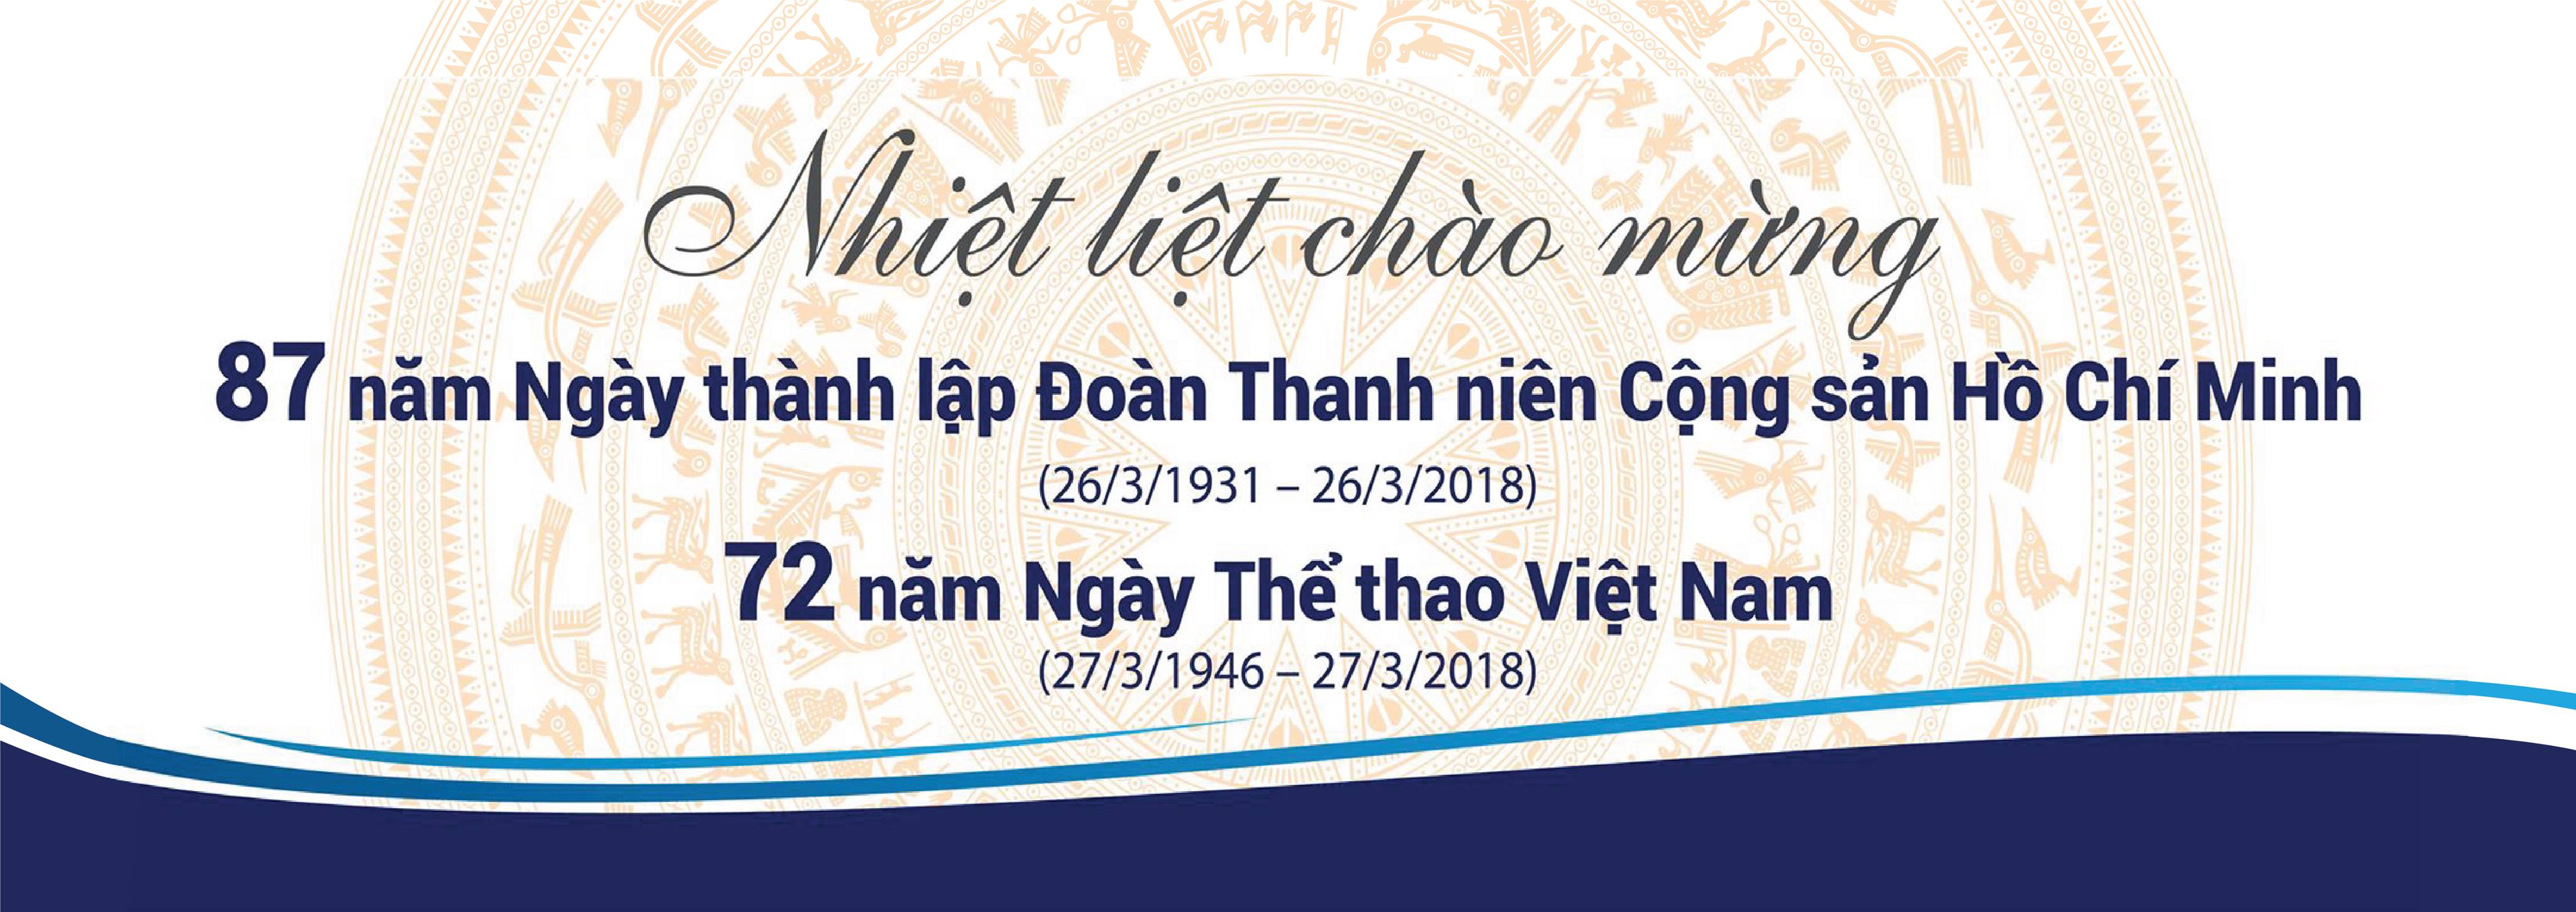 Nhiệt liệt chào mừng
87 năm Ngày thành lập Đoàn Thanh niên Cộng sản Hồ Chí Minh
(26/3/1931 – 26/3/2018)
72 năm Ngày Thể thao Việt Nam
(27/3/1946 – 27/3/2018)